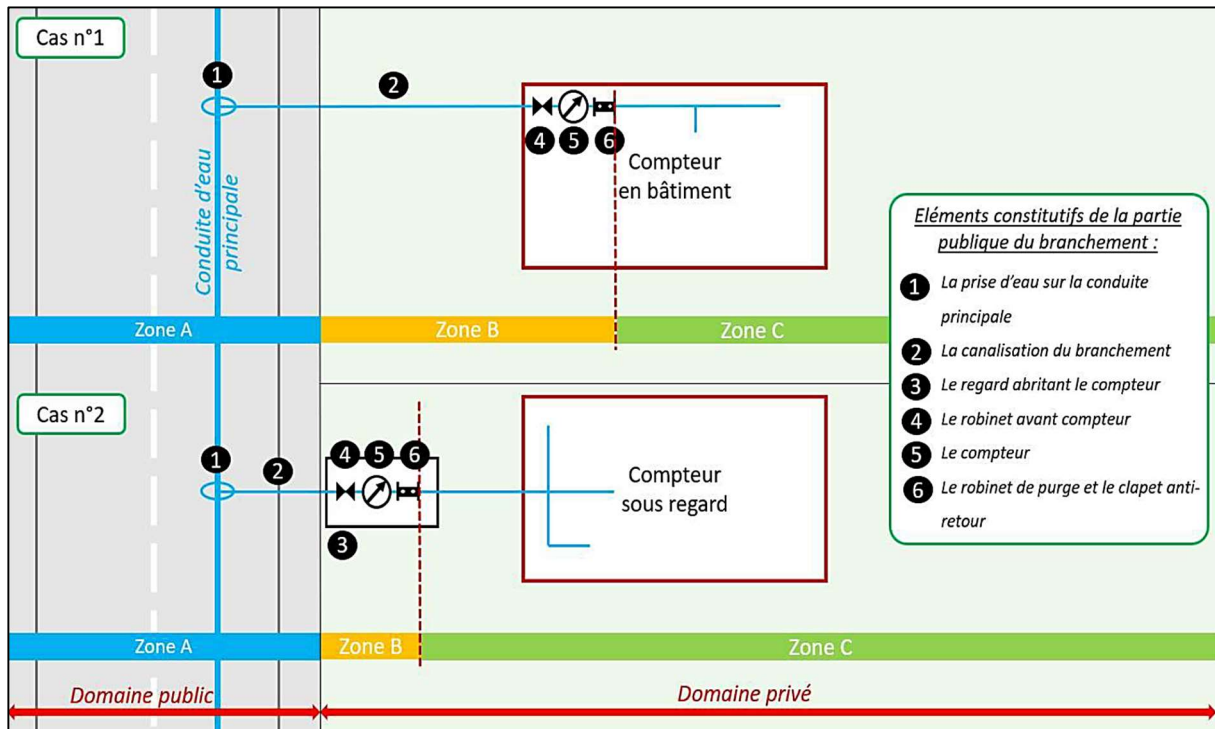 Cas n°1
1
2
4 5 6
Compteur
en bâtiment
Conduite d'eau
principale
Zone A
Zone B
Zone C
Cas n°2
1
2
4 5 6
3
Compteur
sous regard
Zone A
Zone B
Zone C
Domaine public
Domaine privé
Eléments constitutifs de la partie
publique du branchement :
1 La prise d'eau sur la conduite
principale
2 La canalisation du branchement
3 Le regard abritant le compteur
4 Le robinet avant compteur
5 Le compteur
6 Le robinet de purge et le clapet anti-
retour